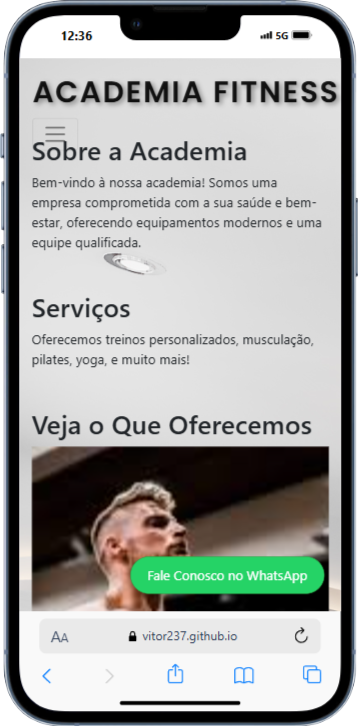 12:36
5G
ACADEMIA FITNESS
Sobre a Academia
Bem-vindo à nossa academia! Somos uma
empresa comprometida com a sua saúde e bem-
estar, oferecendo equipamentos modernos e uma
equipe qualificada.
Serviços
Oferecemos treinos personalizados, musculação,
pilates, yoga, e muito mais!
Veja o Que Oferecemos
Fale Conosco no WhatsApp
AA
vitor237.github.io